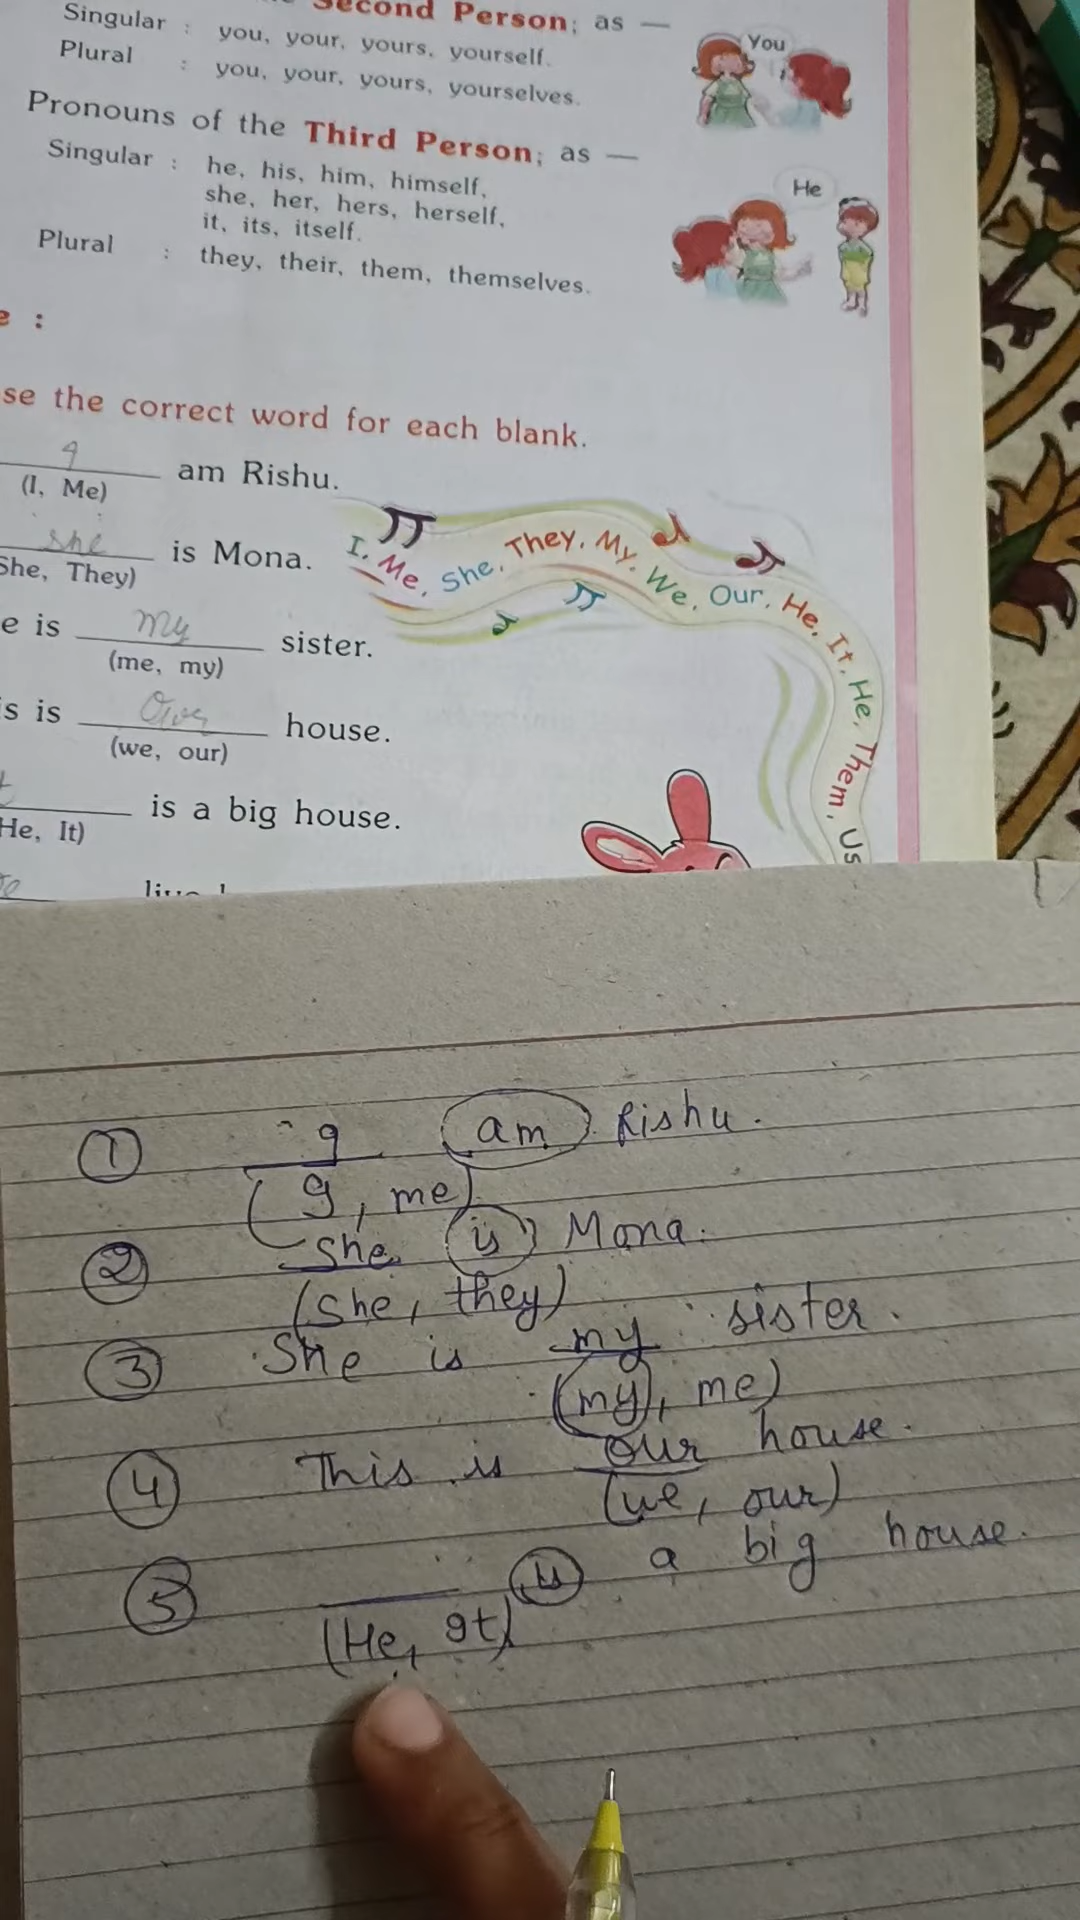 Second Person; as —
Singular : you, your, yours, yourself.
Plural : you, your, yours, yourselves.
You
Pronouns of the Third Person; as —
Singular : he, his, him, himself,
she, her, hers, herself,
it, its, itself.
Plural : they, their, them, themselves.
He
e :
se the correct word for each blank.
I am Rishu.
(I, Me)
she is Mona.
She, They)
e is my sister.
(me, my)
is is Our house.
(we, our)
is a big house.
He, It)
I, Me, She, They, My, We, Our, He, It, He, Them, Us
1 I am Rishu.
(I, me)
2 She is Mona.
(She, they)
3 She is my sister.
(my, me)
4 This is our house.
(we, our)
5 is a big house.
(He, It)